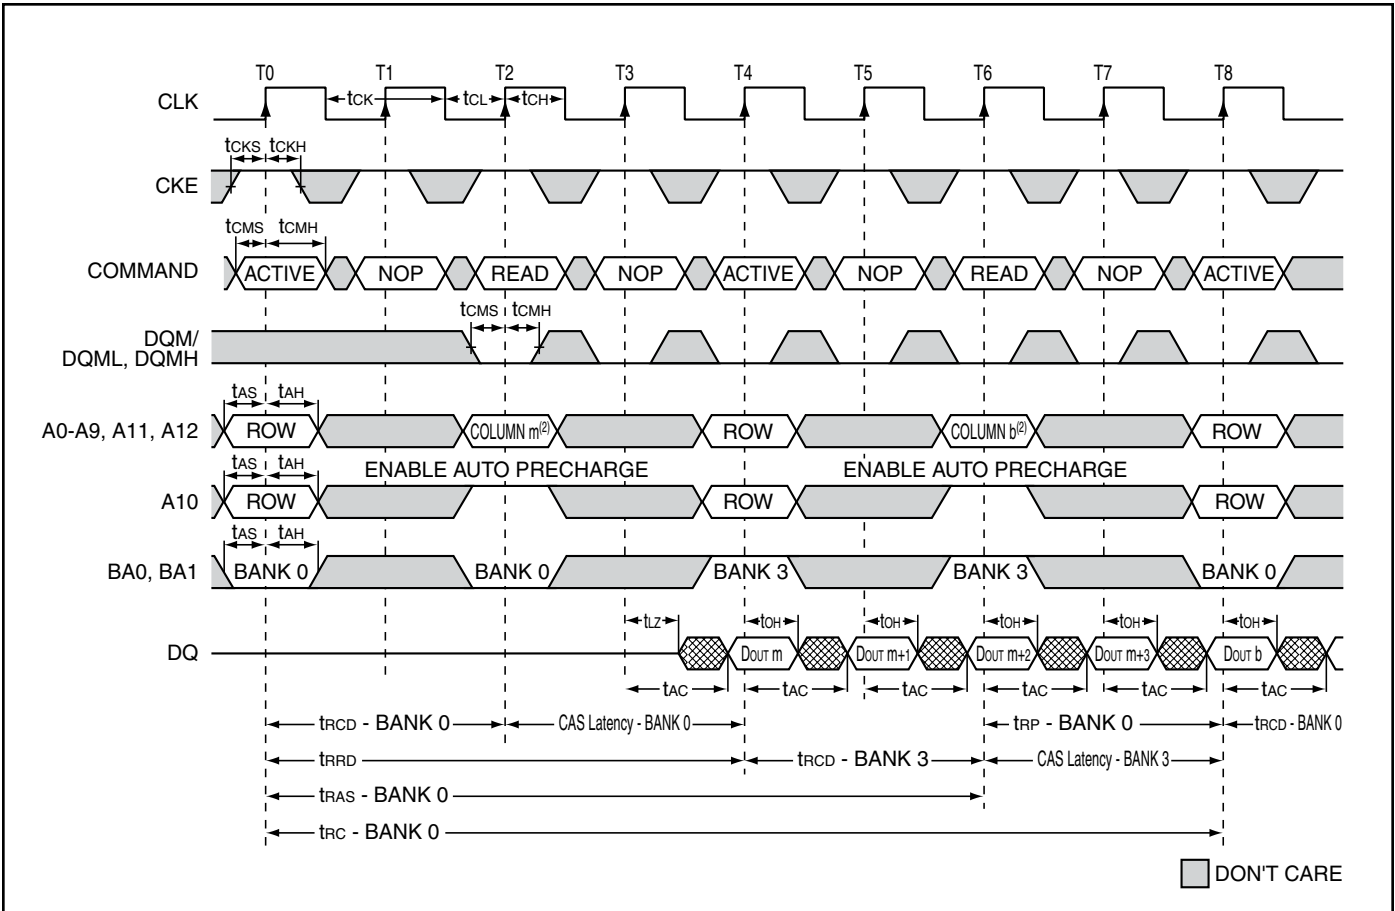 T0 T1 T2 T3 T4 T5 T6 T7 T8
CLK tCK tCL tCH
tCKS tCKH
CKE
tCMS tCMH
COMMAND ACTIVE NOP READ NOP ACTIVE NOP READ NOP ACTIVE
tCMS tCMH
DQM/
DQML, DQMH
tAS tAH
A0-A9, A11, A12 ROW COLUMN m(2) ROW COLUMN b(2) ROW
tAS tAH ENABLE AUTO PRECHARGE ENABLE AUTO PRECHARGE
A10 ROW ROW ROW
tAS tAH
BA0, BA1 BANK 0 BANK 0 BANK 3 BANK 3 BANK 0
tLZ tOH tOH tOH tOH tOH
DQ DOUT m DOUT m+1 DOUT m+2 DOUT m+3 DOUT b
tAC tAC tAC tAC tAC tAC
tRCD - BANK 0 CAS Latency - BANK 0 tRP - BANK 0 tRCD - BANK 0
tRRD tRCD - BANK 3 CAS Latency - BANK 3
tRAS - BANK 0
tRC - BANK 0
DON'T CARE